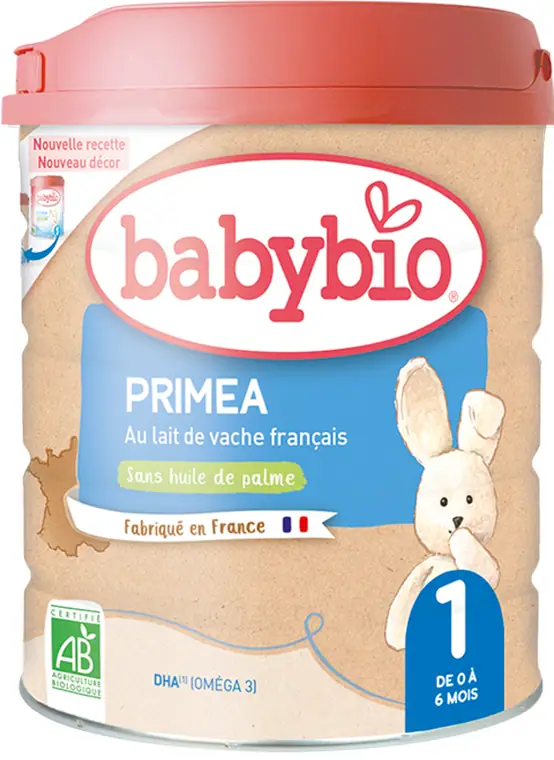 Nouvelle recette
Nouveau décor
babybio®
PRIMEA
Au lait de vache français
Sans huile de palme
Fabriqué en France
CERTIFIÉ
AB
AGRICULTURE
BIOLOGIQUE
DHA(1) (OMÉGA 3)
1
DE 0 À
6 MOIS